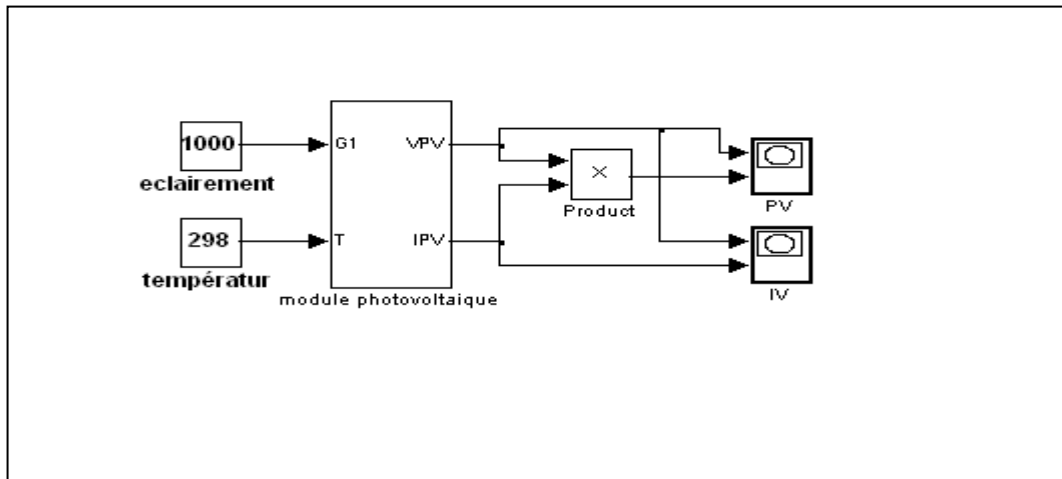 1000
eclairement
298
températur
G1
VPV
T
IPV
module photovoltaique
×
Product
PV
IV